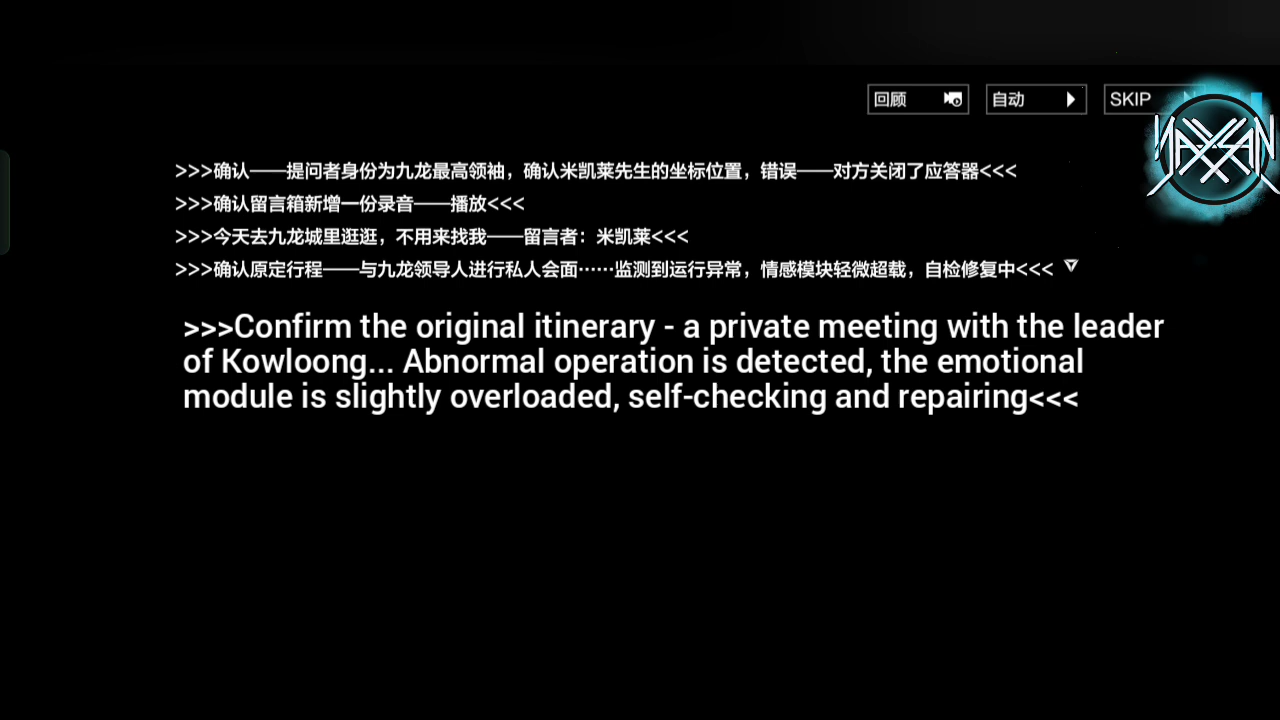 回顾
自动
SKIP
NAYXSAN
>>>确认——提问者身份为九龙最高领袖，确认米凯莱先生的坐标位置，错误——对方关闭了应答器<<<
>>>确认留言箱新增一份录音——播放<<<
>>>今天去九龙城里逛逛，不用来找我——留言者：米凯莱<<<
>>>确认原定行程——与九龙领导人进行私人会面……监测到运行异常，情感模块轻微超载，自检修复中<<<
>>>Confirm the original itinerary - a private meeting with the leader
of Kowloong... Abnormal operation is detected, the emotional
module is slightly overloaded, self-checking and repairing<<<